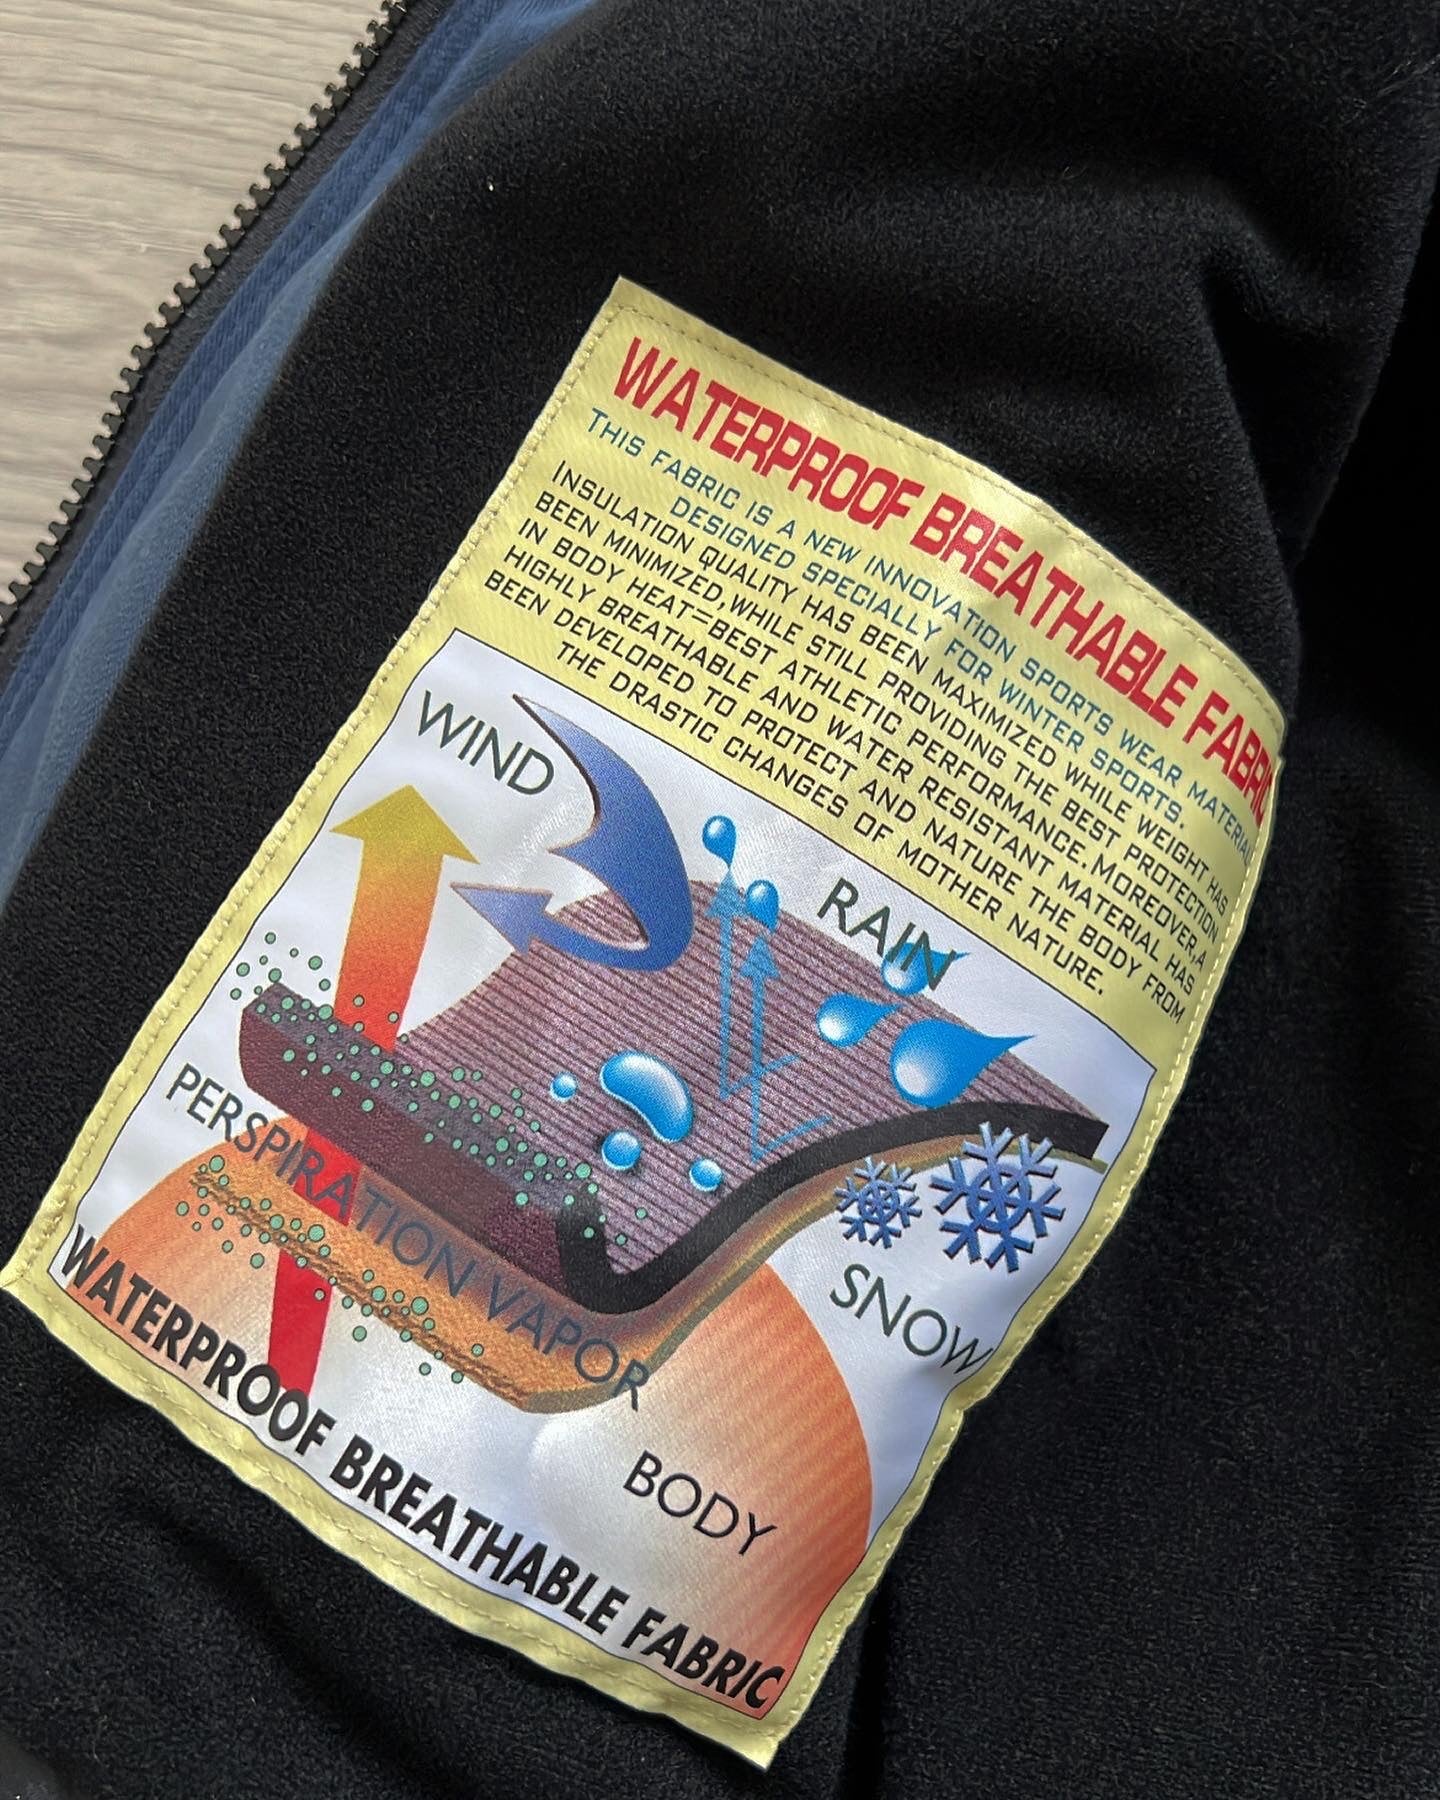 WATERPROOF BREATHABLE FABRIC
THIS FABRIC IS A NEW INNOVATION SPORTS WEAR MATERIAL
DESIGNED SPECIALLY FOR WINTER SPORTS.
INSULATION QUALITY HAS BEEN MAXIMIZED WHILE WEIGHT HAS
BEEN MINIMIZED, WHILE STILL PROVIDING THE BEST PROTECTION
IN BODY HEAT=BEST ATHLETIC PERFORMANCE. MOREOVER, A
HIGHLY BREATHABLE AND WATER RESISTANT MATERIAL HAS
BEEN DEVELOPED TO PROTECT AND NATURE THE BODY FROM
THE DRASTIC CHANGES OF MOTHER NATURE.
WIND
RAIN
PERSPIRATION VAPOR
SNOW
BODY
WATERPROOF BREATHABLE FABRIC